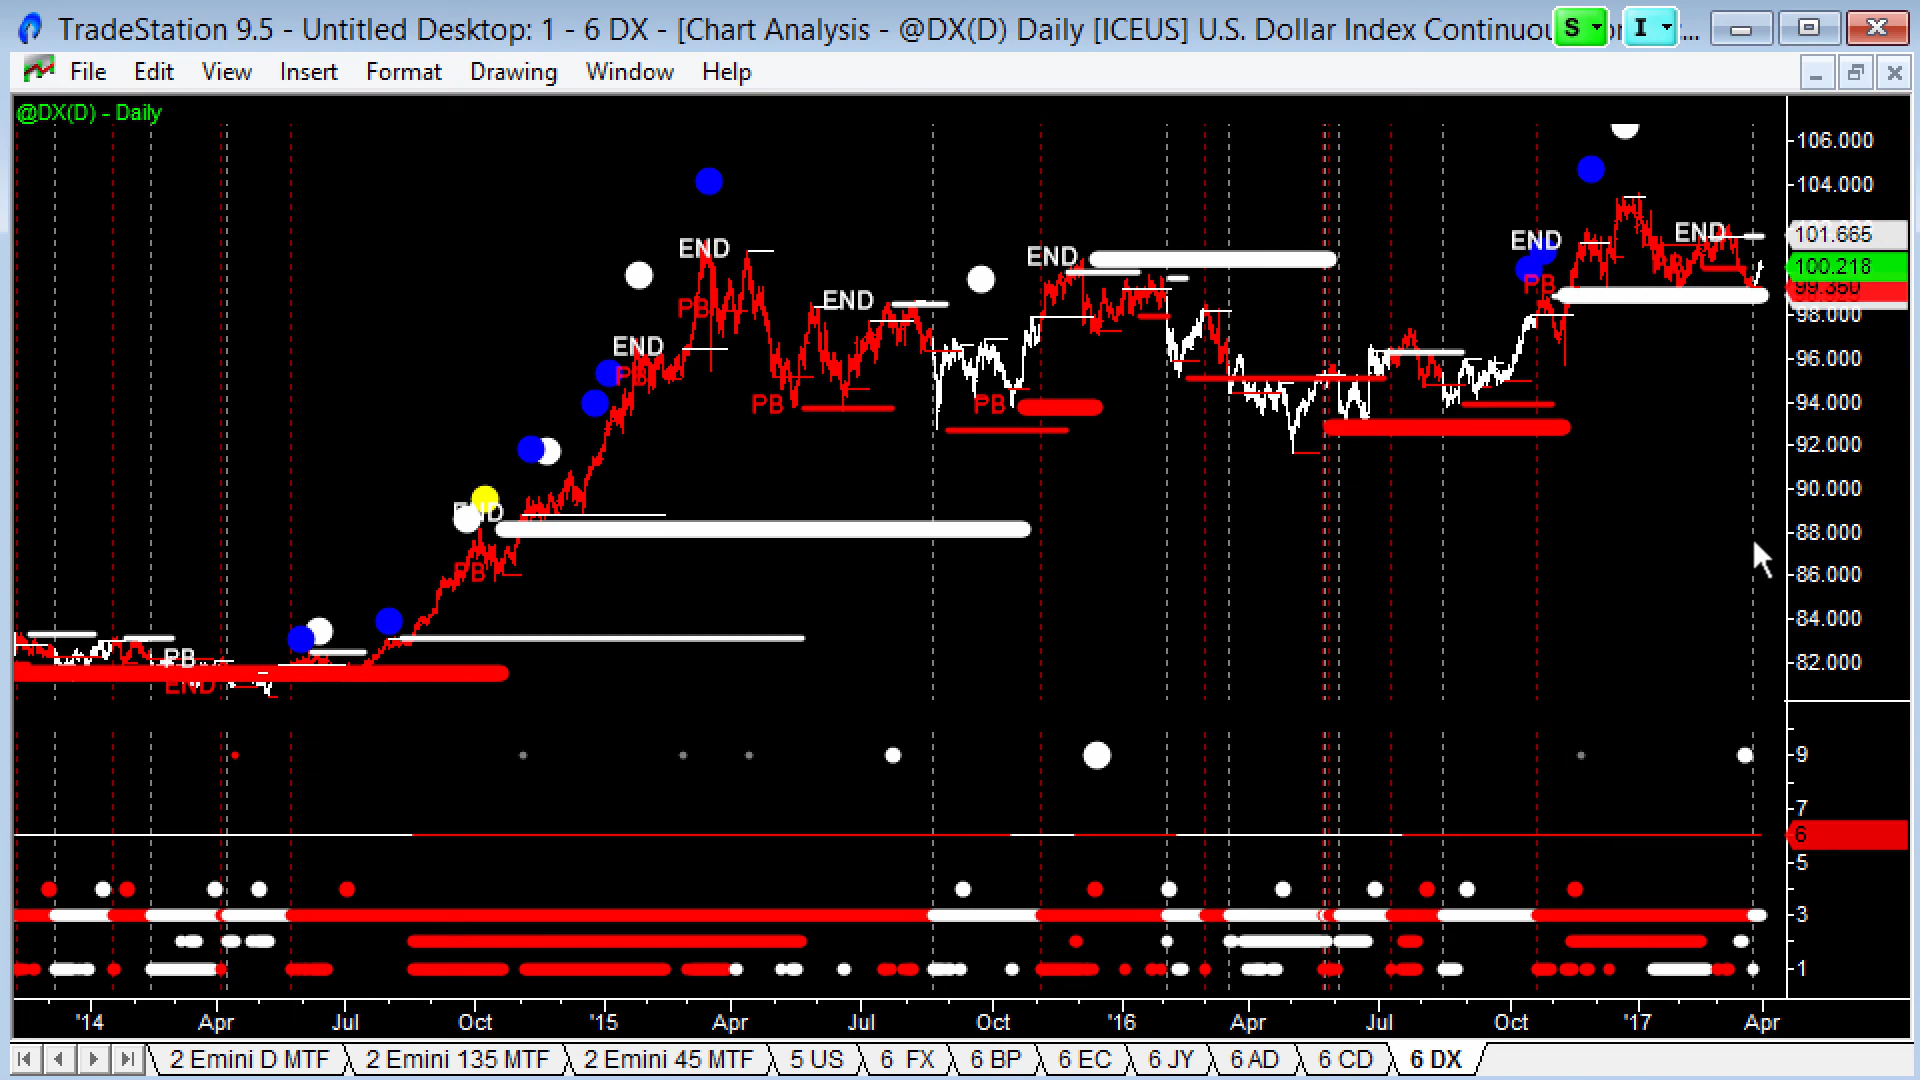 TradeStation 9.5 - Untitled Desktop: 1 - 6 DX - [Chart Analysis - @DX(D) Daily [ICEUS] U.S. Dollar Index Continuou
S
I
...
File Edit View Insert Format Drawing Window Help
@DX(D) - Daily
106.000
104.000
END END END 101.665
END
END 100.218
PB 99.350
PB END 98.000
END 96.000
PB
PB PB 94.000
92.000
90.000
88.000
PB 86.000
84.000
PB 82.000
END
9
7
6
5
3
1
'14 Apr Jul Oct '15 Apr Jul Oct '16 Apr Jul Oct '17 Apr
2 Emini D MTF 2 Emini 135 MTF 2 Emini 45 MTF 5 US 6 FX 6 BP 6 EC 6 JY 6 AD 6 CD 6 DX